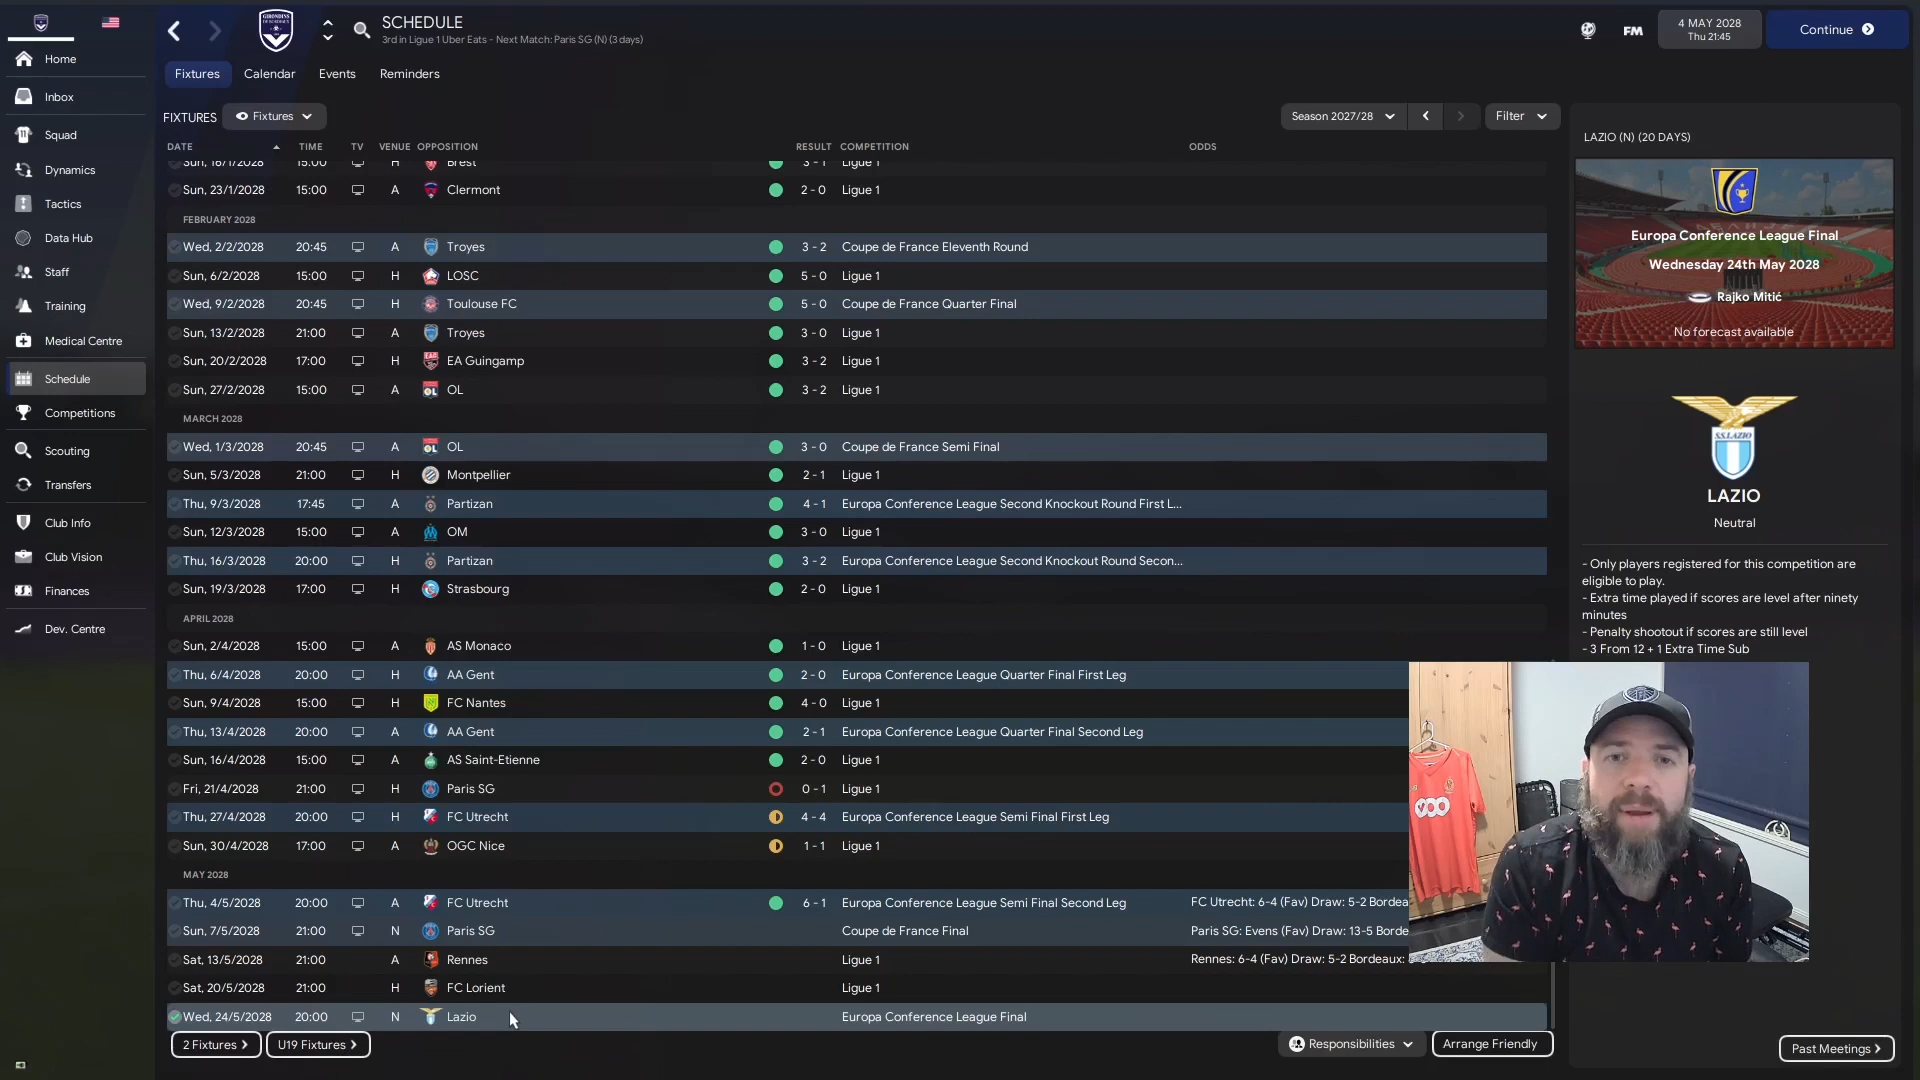 SCHEDULE
3rd in Ligue 1 Uber Eats - Next Match: Paris SG (N) (3 days)
FM
4 MAY 2028
Thu 21:45
Continue
Home
Inbox
Squad
Dynamics
Tactics
Data Hub
Staff
Training
Medical Centre
Schedule
Competitions
Scouting
Transfers
Club Info
Club Vision
Finances
Dev. Centre
Fixtures Calendar Events Reminders
FIXTURES Fixtures
Season 2027/28 Filter
DATE TIME TV VENUE OPPOSITION RESULT COMPETITION ODDS
Sun, 16/1/2028 15:00 H Brest 3 - 1 Ligue 1
Sun, 23/1/2028 15:00 A Clermont 2 - 0 Ligue 1
FEBRUARY 2028
Wed, 2/2/2028 20:45 A Troyes 3 - 2 Coupe de France Eleventh Round
Sun, 6/2/2028 15:00 H LOSC 5 - 0 Ligue 1
Wed, 9/2/2028 20:45 H Toulouse FC 5 - 0 Coupe de France Quarter Final
Sun, 13/2/2028 21:00 A Troyes 3 - 0 Ligue 1
Sun, 20/2/2028 17:00 H EA Guingamp 3 - 2 Ligue 1
Sun, 27/2/2028 15:00 A OL 3 - 2 Ligue 1
MARCH 2028
Wed, 1/3/2028 20:45 A OL 3 - 0 Coupe de France Semi Final
Sun, 5/3/2028 21:00 H Montpellier 2 - 1 Ligue 1
Thu, 9/3/2028 17:45 A Partizan 4 - 1 Europa Conference League Second Knockout Round First L...
Sun, 12/3/2028 15:00 A OM 3 - 0 Ligue 1
Thu, 16/3/2028 20:00 H Partizan 3 - 2 Europa Conference League Second Knockout Round Secon...
Sun, 19/3/2028 17:00 H Strasbourg 2 - 0 Ligue 1
APRIL 2028
Sun, 2/4/2028 15:00 A AS Monaco 1 - 0 Ligue 1
Thu, 6/4/2028 20:00 H AA Gent 2 - 0 Europa Conference League Quarter Final First Leg
Sun, 9/4/2028 15:00 H FC Nantes 4 - 0 Ligue 1
Thu, 13/4/2028 20:00 A AA Gent 2 - 1 Europa Conference League Quarter Final Second Leg
Sun, 16/4/2028 15:00 A AS Saint-Etienne 2 - 0 Ligue 1
Fri, 21/4/2028 21:00 H Paris SG 0 - 1 Ligue 1
Thu, 27/4/2028 20:00 H FC Utrecht 4 - 4 Europa Conference League Semi Final First Leg
Sun, 30/4/2028 17:00 A OGC Nice 1 - 1 Ligue 1
MAY 2028
Thu, 4/5/2028 20:00 A FC Utrecht 6 - 1 Europa Conference League Semi Final Second Leg FC Utrecht: 6-4 (Fav) Draw: 5-2 Bordea
Sun, 7/5/2028 21:00 N Paris SG Coupe de France Final Paris SG: Evens (Fav) Draw: 13-5 Borde
Sat, 13/5/2028 21:00 A Rennes Ligue 1 Rennes: 6-4 (Fav) Draw: 5-2 Bordeaux:
Sat, 20/5/2028 21:00 H FC Lorient Ligue 1
Wed, 24/5/2028 20:00 N Lazio Europa Conference League Final
2 Fixtures U19 Fixtures Responsibilities Arrange Friendly
LAZIO (N) (20 DAYS)
Europa Conference League Final
Wednesday 24th May 2028
Rajko Mitić
No forecast available
S.S.LAZIO
LAZIO
Neutral
- Only players registered for this competition are
eligible to play.
- Extra time played if scores are level after ninety
minutes
- Penalty shootout if scores are still level
- 3 From 12 + 1 Extra Time Sub
VOO
Past Meetings